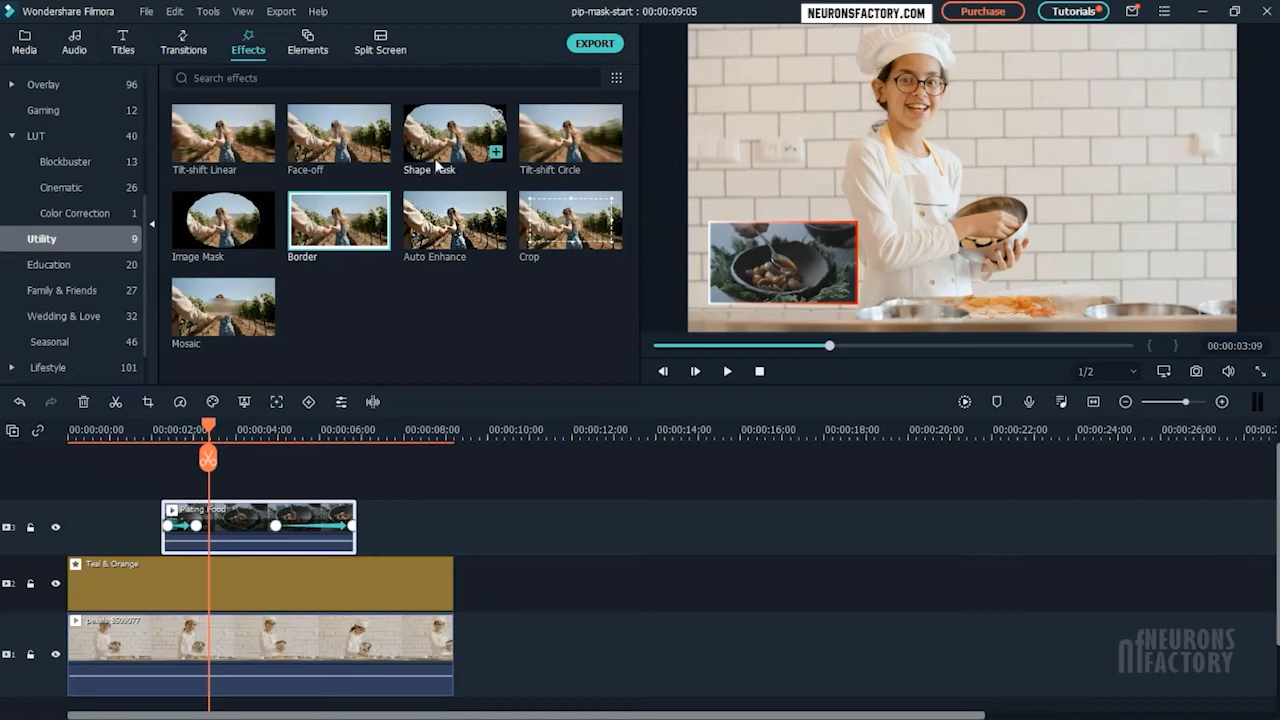 Wondershare Filmora File Edit Tools View Export Help pip-mask-start : 00:00:09:05 NEURONSFACTORY.COM Purchase Tutorials
Media Audio Titles Transitions Effects Elements Split Screen EXPORT
Search effects
Overlay 96
Gaming 12
LUT 40
Blockbuster 13
Cinematic 26
Color Correction 1
Utility 9
Education 20
Family & Friends 27
Wedding & Love 32
Seasonal 46
Lifestyle 101
Tilt-shift Linear Face-off Shape Mask Tilt-shift Circle
Image Mask Border Auto Enhance Crop
Mosaic
00:00:03:09
1/2
00:00:00:00 00:00:02:00 00:00:04:00 00:00:06:00 00:00:08:00 00:00:10:00 00:00:12:00 00:00:14:00 00:00:16:00 00:00:18:00 00:00:20:00 00:00:22:00 00:00:24:00 00:00:26:00
Plating Food
3
Teal & Orange
2
1
NEURONS
FACTORY